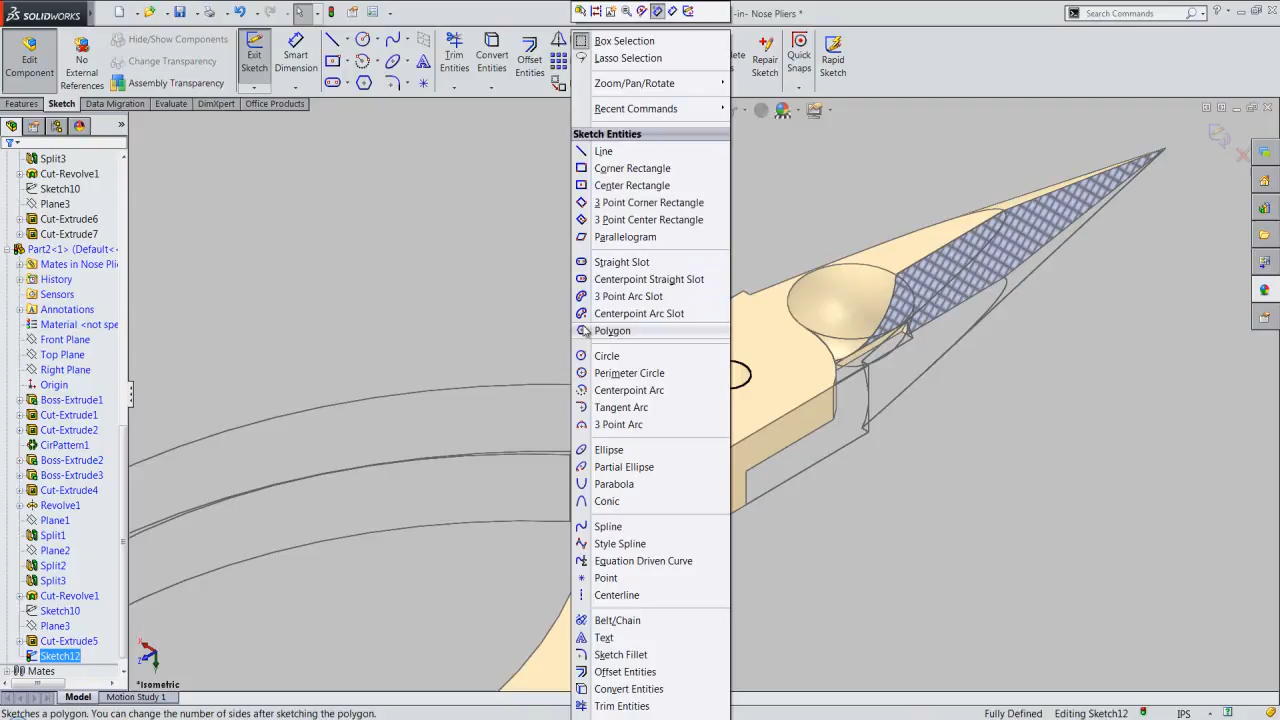 SOLIDWORKS
-in- Nose Pliers *
Search Commands
Edit Component
No External References
Hide/Show Components
Change Transparency
Assembly Transparency
Exit Sketch
Smart Dimension
Trim Entities
Convert Entities
Offset Entities
Repair Sketch
Quick Snaps
Rapid Sketch
Features
Sketch
Data Migration
Evaluate
DimXpert
Office Products
Split3
Cut-Revolve1
Sketch10
Plane3
Cut-Extrude6
Cut-Extrude7
Part2<1> (Default<
Mates in Nose Pli
History
Sensors
Annotations
Material <not spe
Front Plane
Top Plane
Right Plane
Origin
Boss-Extrude1
Cut-Extrude1
Cut-Extrude2
CirPattern1
Boss-Extrude2
Boss-Extrude3
Cut-Extrude4
Revolve1
Plane1
Split1
Plane2
Split2
Split3
Cut-Revolve1
Sketch10
Plane3
Cut-Extrude5
Sketch12
Mates
Box Selection
Lasso Selection
Zoom/Pan/Rotate
Recent Commands
Sketch Entities
Line
Corner Rectangle
Center Rectangle
3 Point Corner Rectangle
3 Point Center Rectangle
Parallelogram
Straight Slot
Centerpoint Straight Slot
3 Point Arc Slot
Centerpoint Arc Slot
Polygon
Circle
Perimeter Circle
Centerpoint Arc
Tangent Arc
3 Point Arc
Ellipse
Partial Ellipse
Parabola
Conic
Spline
Style Spline
Equation Driven Curve
Point
Centerline
Belt/Chain
Text
Sketch Fillet
Offset Entities
Convert Entities
Trim Entities
*Isometric
Model
Motion Study 1
Sketches a polygon. You can change the number of sides after sketching the polygon.
Fully Defined
Editing Sketch12
IPS